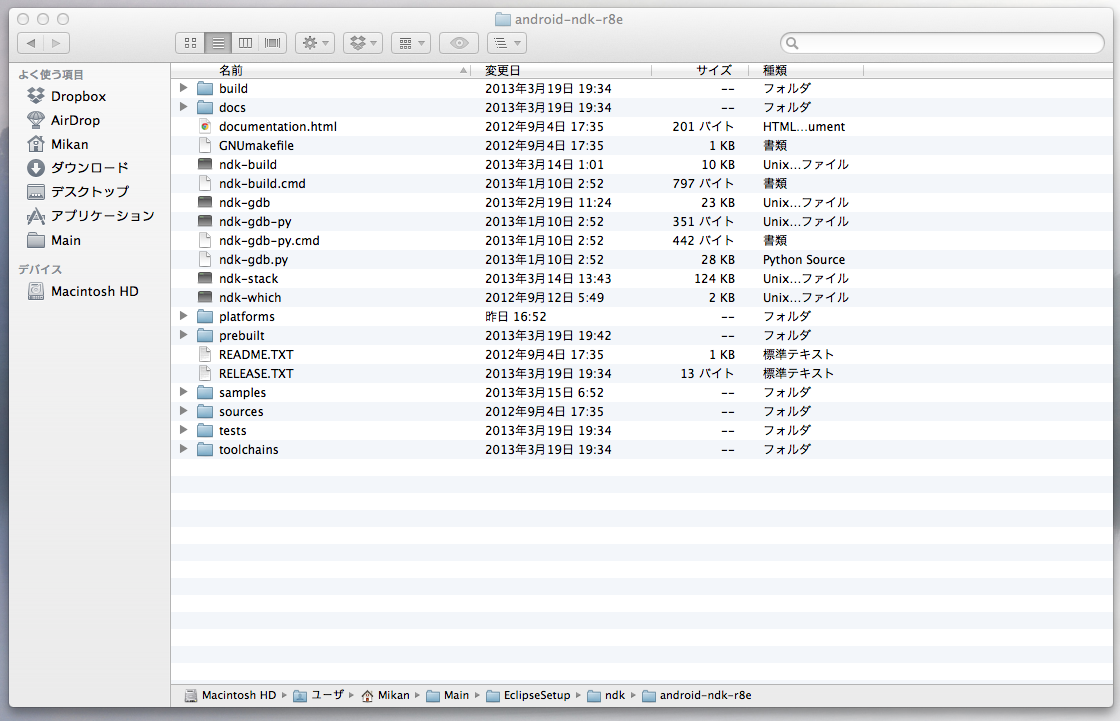 android-ndk-r8e
よく使う項目
Dropbox
AirDrop
Mikan
ダウンロード
デスクトップ
アプリケーション
Main
デバイス
Macintosh HD
名前 変更日 サイズ 種類
build 2013年3月19日 19:34 -- フォルダ
docs 2013年3月19日 19:34 -- フォルダ
documentation.html 2012年9月4日 17:35 201 バイト HTML...ument
GNUmakefile 2012年9月4日 17:35 1 KB 書類
ndk-build 2013年3月14日 1:01 10 KB Unix...ファイル
ndk-build.cmd 2013年1月10日 2:52 797 バイト 書類
ndk-gdb 2013年2月19日 11:24 23 KB Unix...ファイル
ndk-gdb-py 2013年1月10日 2:52 351 バイト Unix...ファイル
ndk-gdb-py.cmd 2013年1月10日 2:52 442 バイト 書類
ndk-gdb.py 2013年1月10日 2:52 28 KB Python Source
ndk-stack 2013年3月14日 13:43 124 KB Unix...ファイル
ndk-which 2012年9月12日 5:49 2 KB Unix...ファイル
platforms 昨日 16:52 -- フォルダ
prebuilt 2013年3月19日 19:42 -- フォルダ
README.TXT 2012年9月4日 17:35 1 KB 標準テキスト
RELEASE.TXT 2013年3月19日 19:34 13 バイト 標準テキスト
samples 2013年3月15日 6:52 -- フォルダ
sources 2012年9月4日 17:35 -- フォルダ
tests 2013年3月19日 19:34 -- フォルダ
toolchains 2013年3月19日 19:34 -- フォルダ
Macintosh HD ▸ ユーザ ▸ Mikan ▸ Main ▸ EclipseSetup ▸ ndk ▸ android-ndk-r8e